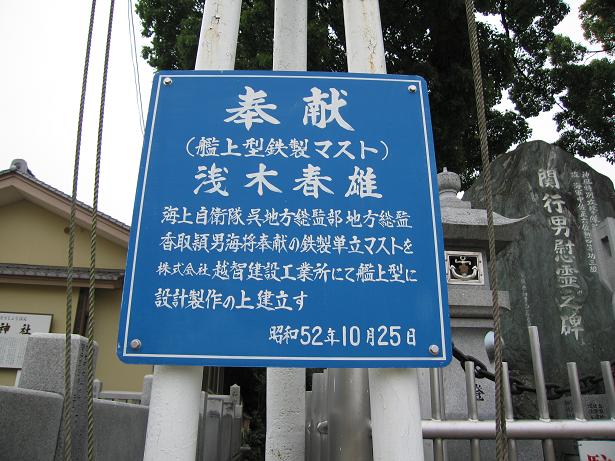 奉献
(艦上型鉄製マスト)
浅木春雄
海上自衛隊呉地方総監部地方総監
香取頴男海将奉献の鉄製単立マストを
株式会社越智建設工業所にて艦上型に
設計製作の上建立す
昭和52年10月25日
関行男慰霊之碑
神社